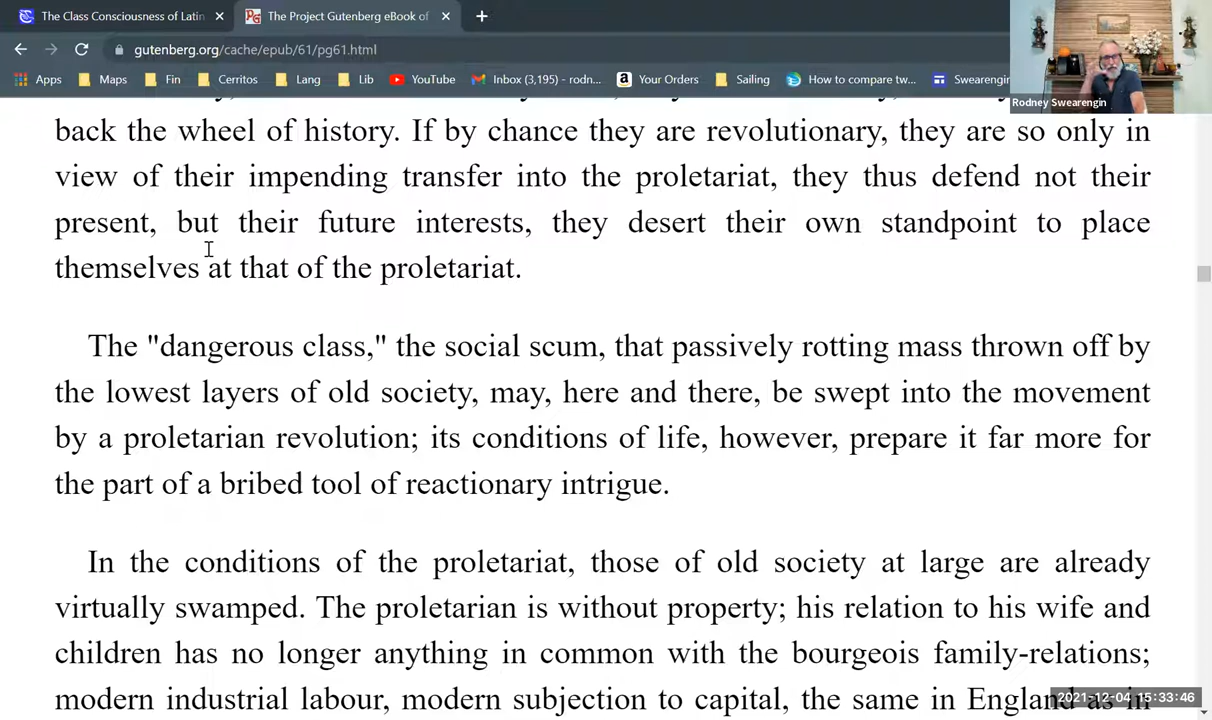 The Class Consciousness of Latin
The Project Gutenberg eBook of
gutenberg.org/cache/epub/61/pg61.html
Apps Maps Fin Cerritos Lang Lib YouTube Inbox (3,195) - rodn... Your Orders Sailing How to compare tw... Swearengin
Rodney Swearengin
back the wheel of history. If by chance they are revolutionary, they are so only in
view of their impending transfer into the proletariat, they thus defend not their
present, but their future interests, they desert their own standpoint to place
themselves at that of the proletariat.
The "dangerous class," the social scum, that passively rotting mass thrown off by
the lowest layers of old society, may, here and there, be swept into the movement
by a proletarian revolution; its conditions of life, however, prepare it far more for
the part of a bribed tool of reactionary intrigue.
In the conditions of the proletariat, those of old society at large are already
virtually swamped. The proletarian is without property; his relation to his wife and
children has no longer anything in common with the bourgeois family-relations;
modern industrial labour, modern subjection to capital, the same in England as in
2021-12-04 15:33:46